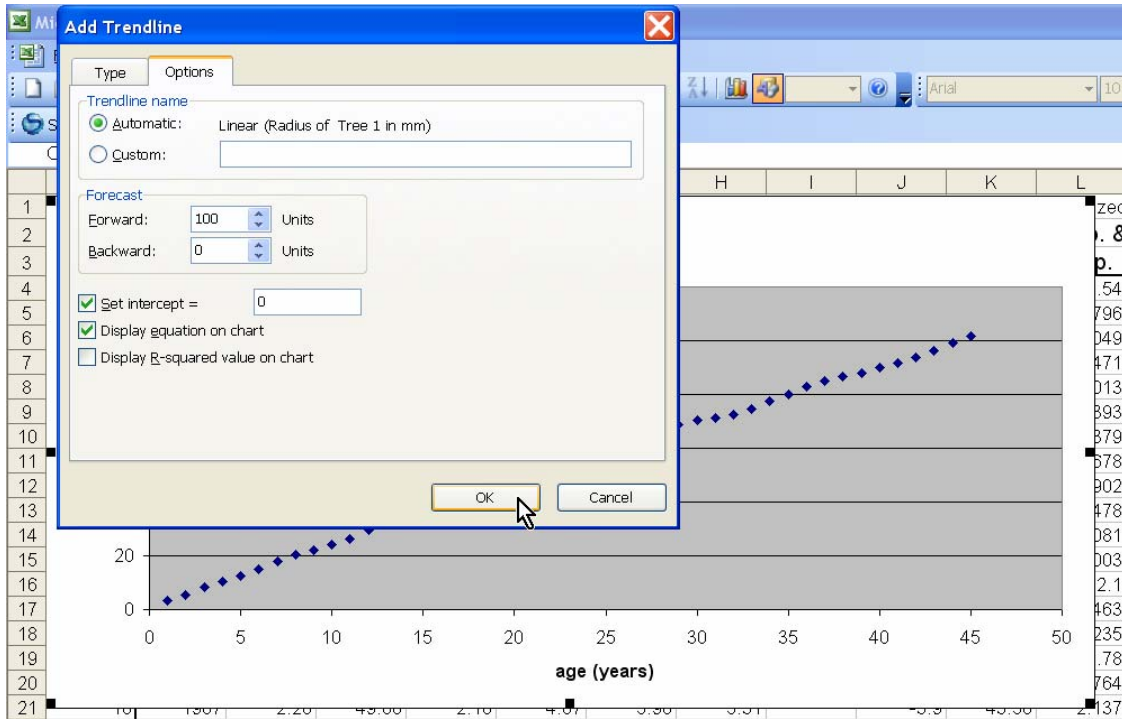 Mi
Add Trendline
Type Options
Trendline name
Automatic: Linear (Radius of Tree 1 in mm)
Custom:
Forecast
Forward: 100 Units
Backward: 0 Units
Set intercept = 0
Display equation on chart
Display R-squared value on chart
OK Cancel
Arial 10
S
H I J K L
1 zed
2 . &
3 p.
4 .54
5 796
6 049
7 471
8 013
9 393
10 379
11 678
12 902
13 478
14 081
15 003
16 2.1
17 463
18 235
19 .78
20 764
21
20
0
0 5 10 15 20 25 30 35 40 45 50
age (years)